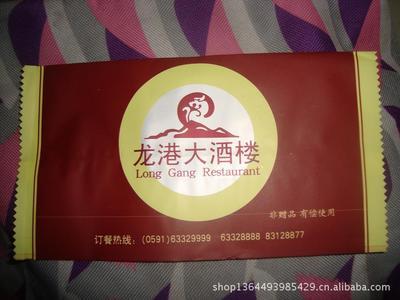 龙港大酒楼
Long Gang Restaurant
非赠品 有偿使用
订餐热线: (0591) 63329999 63328888 83128877
shop1364493985429.cn.alibaba.com